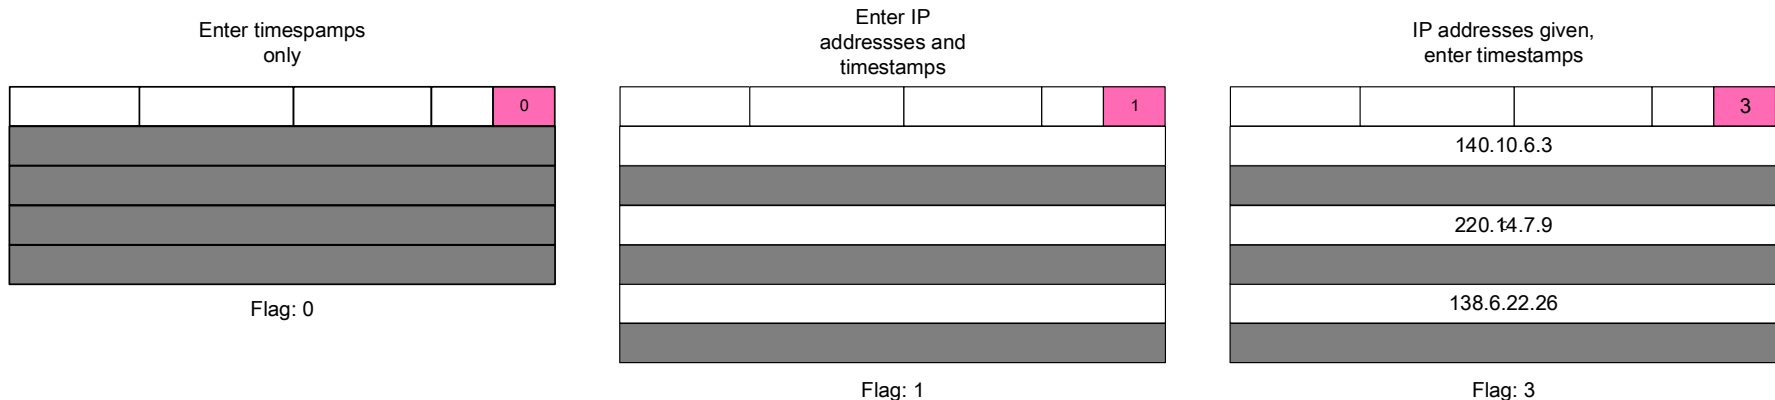 Enter timespamps
only
0
Flag: 0
Enter IP
addressses and
timestamps
1
Flag: 1
IP addresses given,
enter timestamps
3
140.10.6.3
220.14.7.9
138.6.22.26
Flag: 3